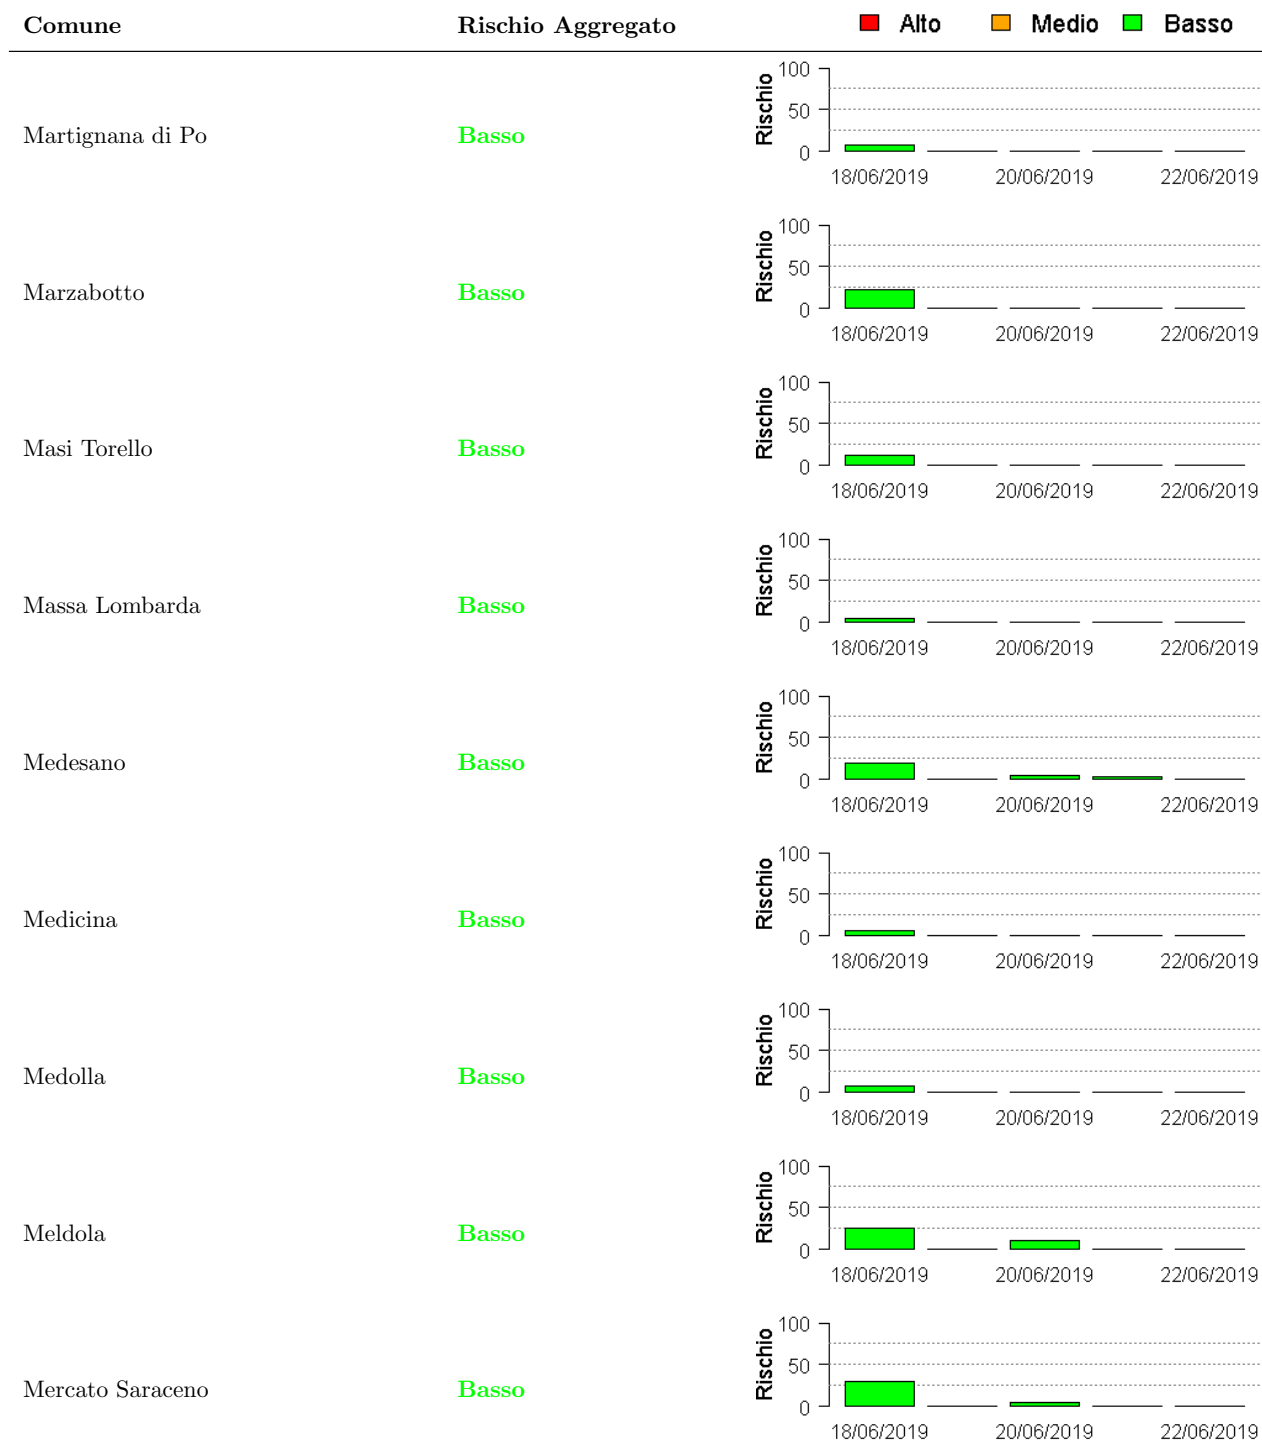 Comune Rischio Aggregato Alto Medio Basso
100
50
0
Rischio
Martignana di Po Basso
18/06/2019 20/06/2019 22/06/2019
100
50
0
Rischio
Marzabotto Basso
18/06/2019 20/06/2019 22/06/2019
100
50
0
Rischio
Masi Torello Basso
18/06/2019 20/06/2019 22/06/2019
100
50
0
Rischio
Massa Lombarda Basso
18/06/2019 20/06/2019 22/06/2019
100
50
0
Rischio
Medesano Basso
18/06/2019 20/06/2019 22/06/2019
100
50
0
Rischio
Medicina Basso
18/06/2019 20/06/2019 22/06/2019
100
50
0
Rischio
Medolla Basso
18/06/2019 20/06/2019 22/06/2019
100
50
0
Rischio
Meldola Basso
18/06/2019 20/06/2019 22/06/2019
100
50
0
Rischio
Mercato Saraceno Basso
18/06/2019 20/06/2019 22/06/2019